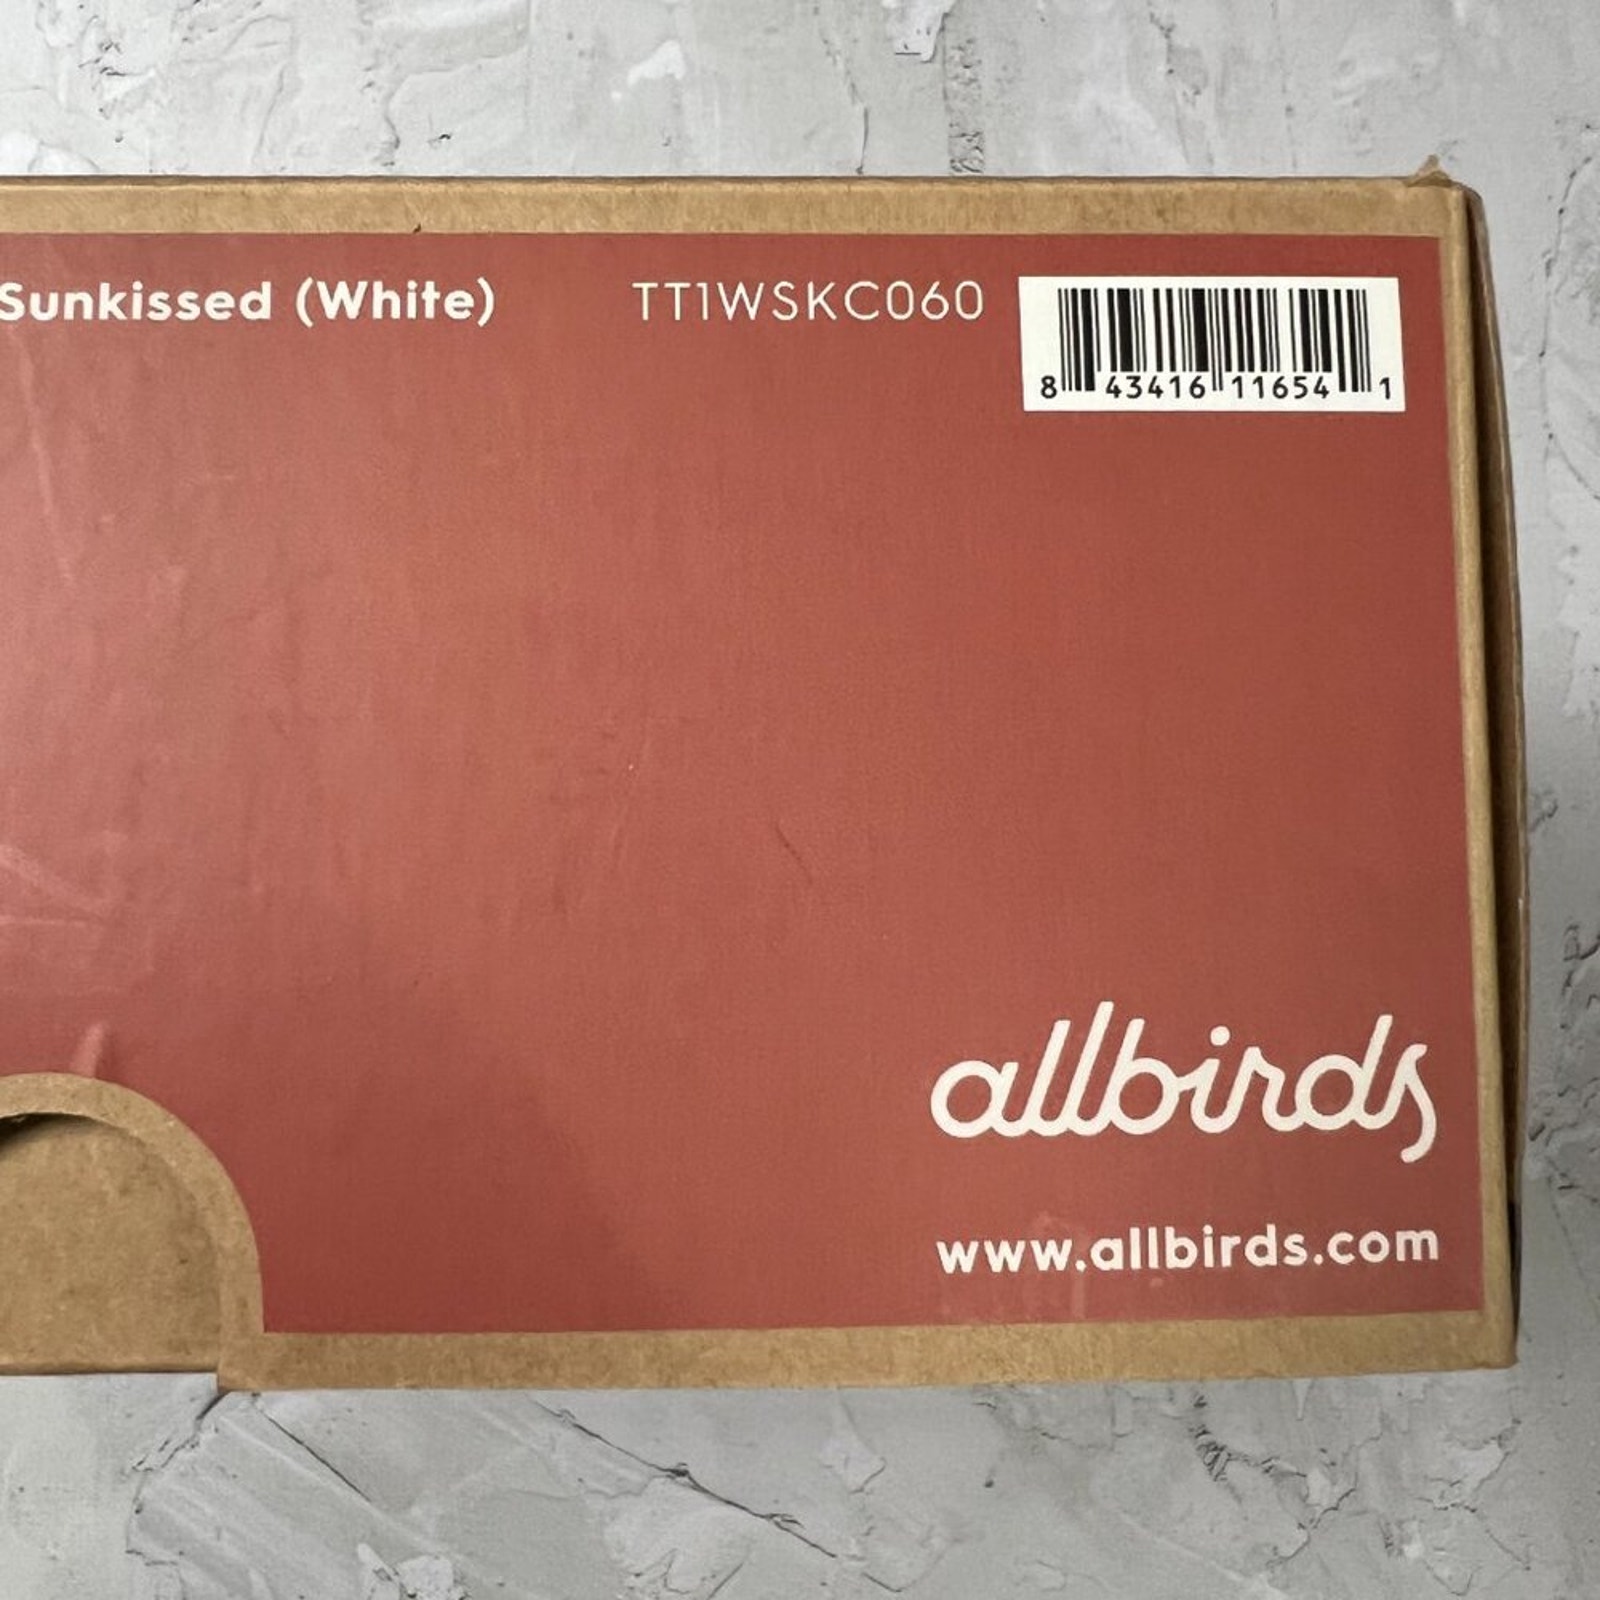 Sunkissed (White) TT1WSKC060
8 43416 11654 1
allbirds
www.allbirds.com